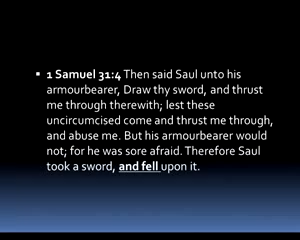 ▪ 1 Samuel 31:4 Then said Saul unto his
armourbearer, Draw thy sword, and thrust
me through therewith; lest these
uncircumcised come and thrust me through,
and abuse me. But his armourbearer would
not; for he was sore afraid. Therefore Saul
took a sword, and fell upon it.